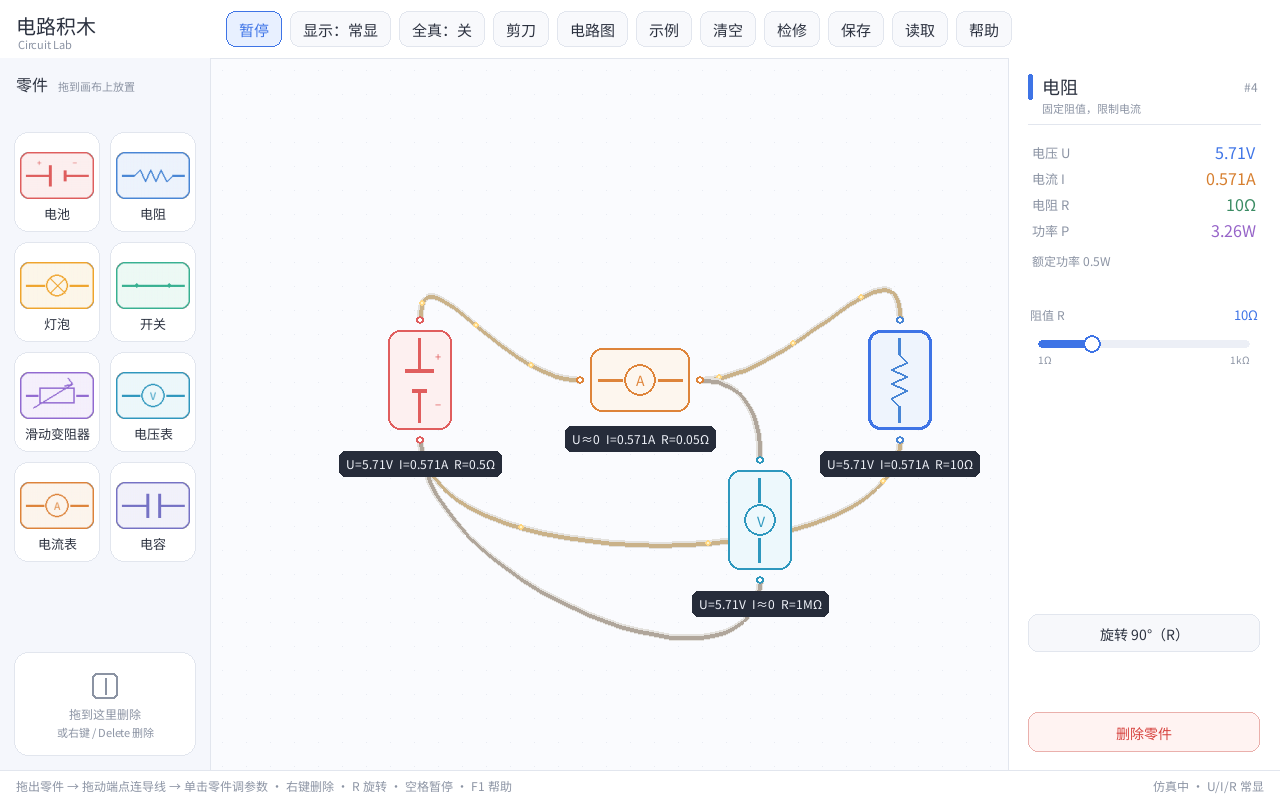 电路积木
Circuit Lab
暂停
显示：常显
全真：关
剪刀
电路图
示例
清空
检修
保存
读取
帮助
零件
拖到画布上放置
+
−
电池
电阻
灯泡
开关
滑动变阻器
V
电压表
A
电流表
电容
拖到这里删除
或右键 / Delete 删除
+
−
A
V
U≈0 I=0.571A R=0.05Ω
U=5.71V I=0.571A R=0.5Ω
U=5.71V I=0.571A R=10Ω
U=5.71V I≈0 R=1MΩ
电阻
#4
固定阻值，限制电流
电压 U
5.71V
电流 I
0.571A
电阻 R
10Ω
功率 P
3.26W
额定功率 0.5W
阻值 R
10Ω
1Ω
1kΩ
旋转 90°（R）
删除零件
拖出零件 → 拖动端点连导线 → 单击零件调参数 · 右键删除 · R 旋转 · 空格暂停 · F1 帮助
仿真中 · U/I/R 常显